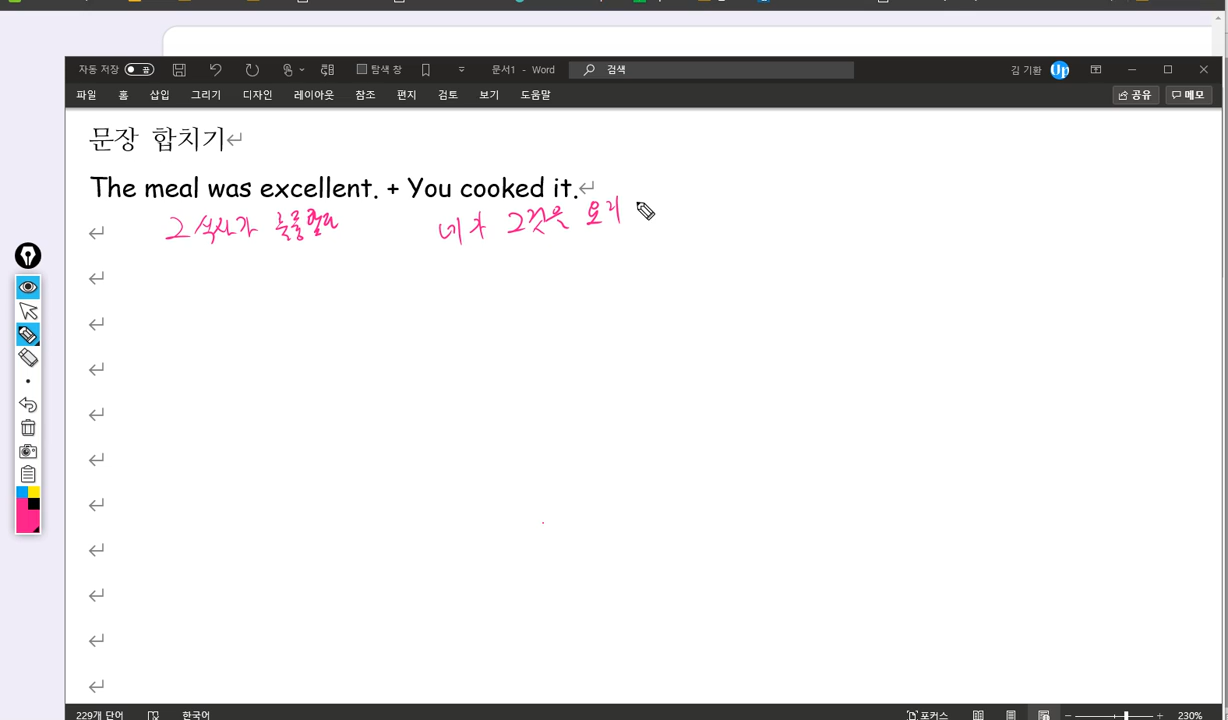 자동 저장 끔 탐색 창 문서1 - Word 검색 김 기환 Up
파일 홈 삽입 그리기 디자인 레이아웃 참조 편지 검토 보기 도움말 공유 메모
문장 합치기
The meal was excellent. + You cooked it.
그 식사가 훌륭했다 네가 그것을 요리
229개 단어 한국어 포커스 230%